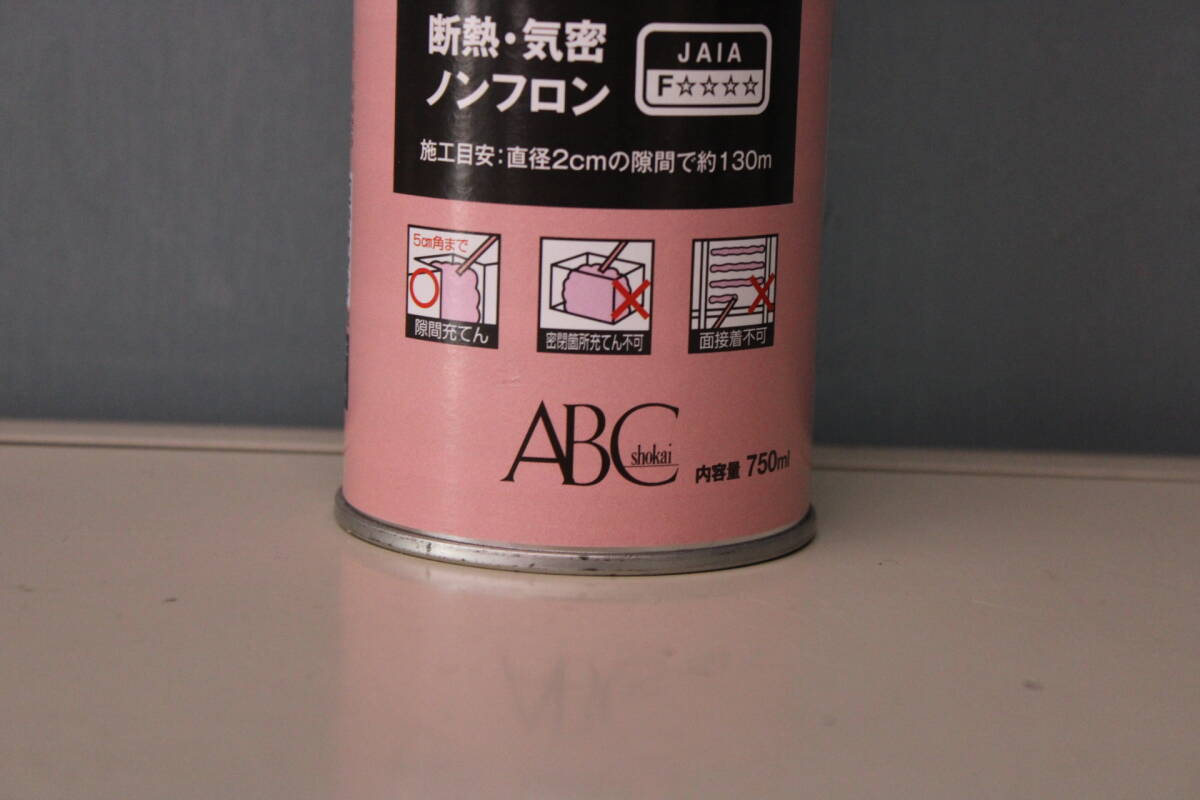 断熱・気密
ノンフロン
JAIA
F☆☆☆☆
施工目安：直径2cmの隙間で約130m
5cm角まで
隙間充てん
密閉箇所充てん不可
面接着不可
ABC shokai
内容量 750ml